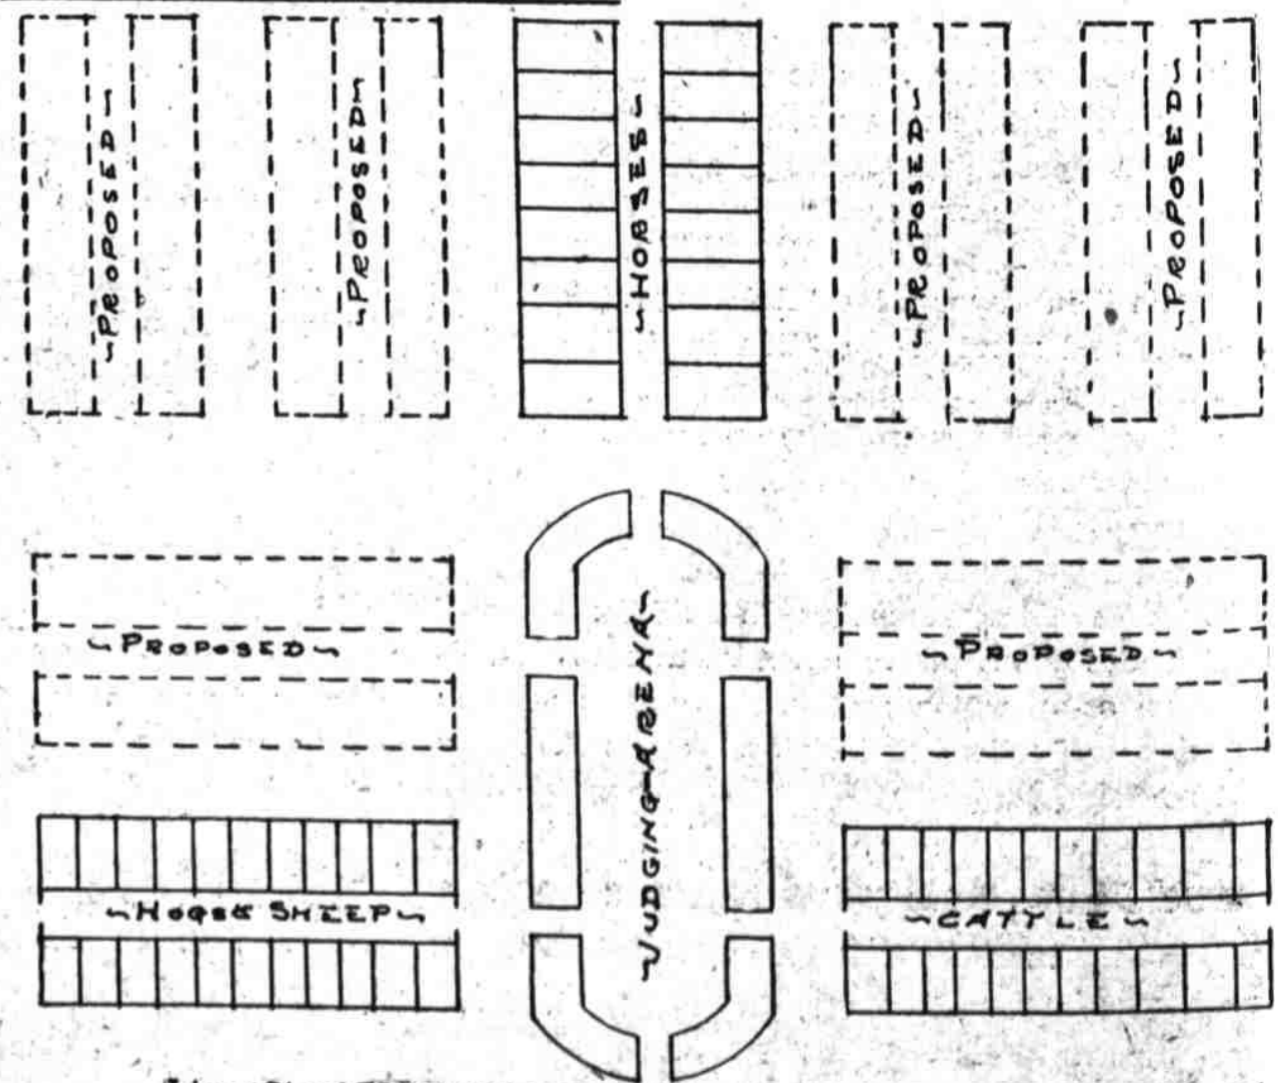 ~PROPOSED~
~PROPOSED~
~HORSES~
~PROPOSED~
~PROPOSED~
~PROPOSED~
~JUDGING-ARENA~
~PROPOSED~
~HOGS & SHEEP~
~CATTLE~